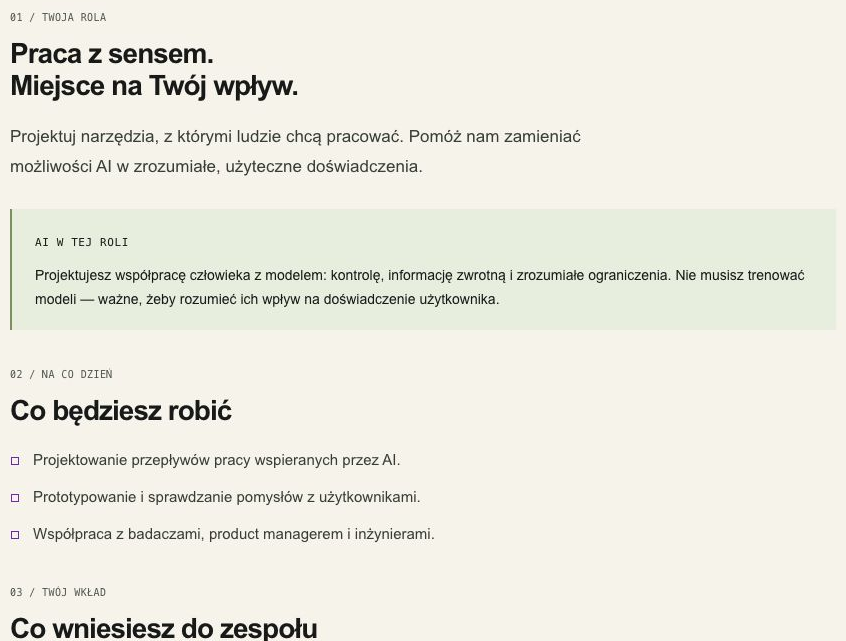 01 / TWOJA ROLA
Praca z sensem.
Miejsce na Twój wpływ.
Projektuj narzędzia, z którymi ludzie chcą pracować. Pomóż nam zamieniać
możliwości AI w zrozumiałe, użyteczne doświadczenia.
AI W TEJ ROLI
Projektujesz współpracę człowieka z modelem: kontrolę, informację zwrotną i zrozumiałe ograniczenia. Nie musisz trenować
modeli — ważne, żeby rozumieć ich wpływ na doświadczenie użytkownika.
02 / NA CO DZIEŃ
Co będziesz robić
Projektowanie przepływów pracy wspieranych przez AI.
Prototypowanie i sprawdzanie pomysłów z użytkownikami.
Współpraca z badaczami, product managerem i inżynierami.
03 / TWÓJ WKŁAD
Co wniesiesz do zespołu